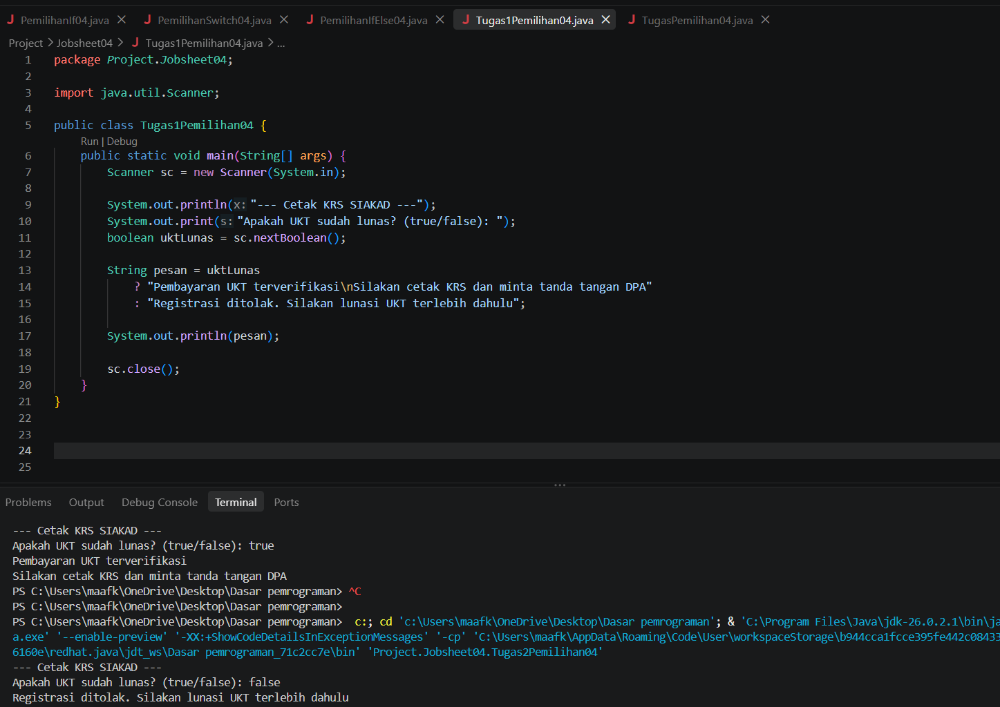 PemilihanIf04.java PemilihanSwitch04.java PemilihanIfElse04.java Tugas1Pemilihan04.java TugasPemilihan04.java
Project > Jobsheet04 > Tugas1Pemilihan04.java > ...
1 package Project.Jobsheet04;
2
3 import java.util.Scanner;
4
5 public class Tugas1Pemilihan04 {
Run | Debug
6 public static void main(String[] args) {
7 Scanner sc = new Scanner(System.in);
8
9 System.out.println(x: "--- Cetak KRS SIAKAD ---");
10 System.out.print(s: "Apakah UKT sudah lunas? (true/false): ");
11 boolean uktLunas = sc.nextBoolean();
12
13 String pesan = uktLunas
14 ? "Pembayaran UKT terverifikasi\nSilakan cetak KRS dan minta tanda tangan DPA"
15 : "Registrasi ditolak. Silakan lunasi UKT terlebih dahulu";
16
17 System.out.println(pesan);
18
19 sc.close();
20 }
21 }
22
23
24
25
Problems Output Debug Console Terminal Ports
--- Cetak KRS SIAKAD ---
Apakah UKT sudah lunas? (true/false): true
Pembayaran UKT terverifikasi
Silakan cetak KRS dan minta tanda tangan DPA
PS C:\Users\maafk\OneDrive\Desktop\Dasar pemrograman> ^C
PS C:\Users\maafk\OneDrive\Desktop\Dasar pemrograman>
PS C:\Users\maafk\OneDrive\Desktop\Dasar pemrograman> c:; cd 'c:\Users\maafk\OneDrive\Desktop\Dasar pemrograman'; & 'C:\Program Files\Java\jdk-26.0.2.1\bin\ja
a.exe' '--enable-preview' '-XX:+ShowCodeDetailsInExceptionMessages' '-cp' 'C:\Users\maafk\AppData\Roaming\Code\User\workspaceStorage\b944cca1fcce395fe442c08433
6160e\redhat.java\jdt_ws\Dasar pemrograman_71c2cc7e\bin' 'Project.Jobsheet04.Tugas2Pemilihan04'
--- Cetak KRS SIAKAD ---
Apakah UKT sudah lunas? (true/false): false
Registrasi ditolak. Silakan lunasi UKT terlebih dahulu